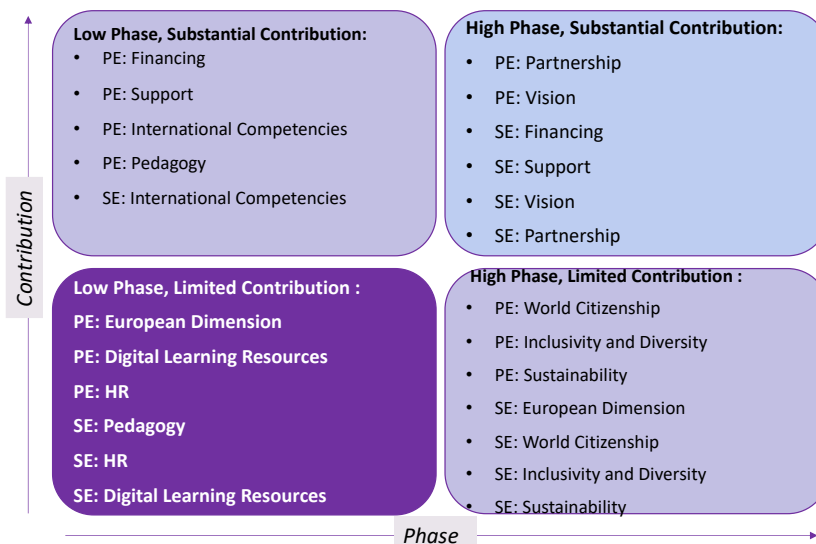 Low Phase, Substantial Contribution:
• PE: Financing
• PE: Support
• PE: International Competencies
• PE: Pedagogy
• SE: International Competencies
High Phase, Substantial Contribution:
• PE: Partnership
• PE: Vision
• SE: Financing
• SE: Support
• SE: Vision
• SE: Partnership
Contribution
Low Phase, Limited Contribution :
PE: European Dimension
PE: Digital Learning Resources
PE: HR
SE: Pedagogy
SE: HR
SE: Digital Learning Resources
High Phase, Limited Contribution :
• PE: World Citizenship
• PE: Inclusivity and Diversity
• PE: Sustainability
• SE: European Dimension
• SE: World Citizenship
• SE: Inclusivity and Diversity
• SE: Sustainability
Phase